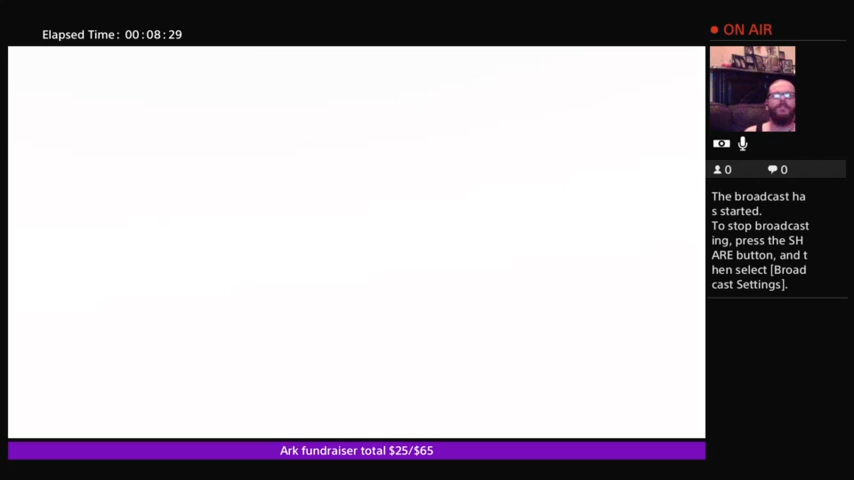 Elapsed Time: 00:08:29
ON AIR
0 0
The broadcast ha
s started.
To stop broadcast
ing, press the SH
ARE button, and t
hen select [Broad
cast Settings].
Ark fundraiser total $25/$65